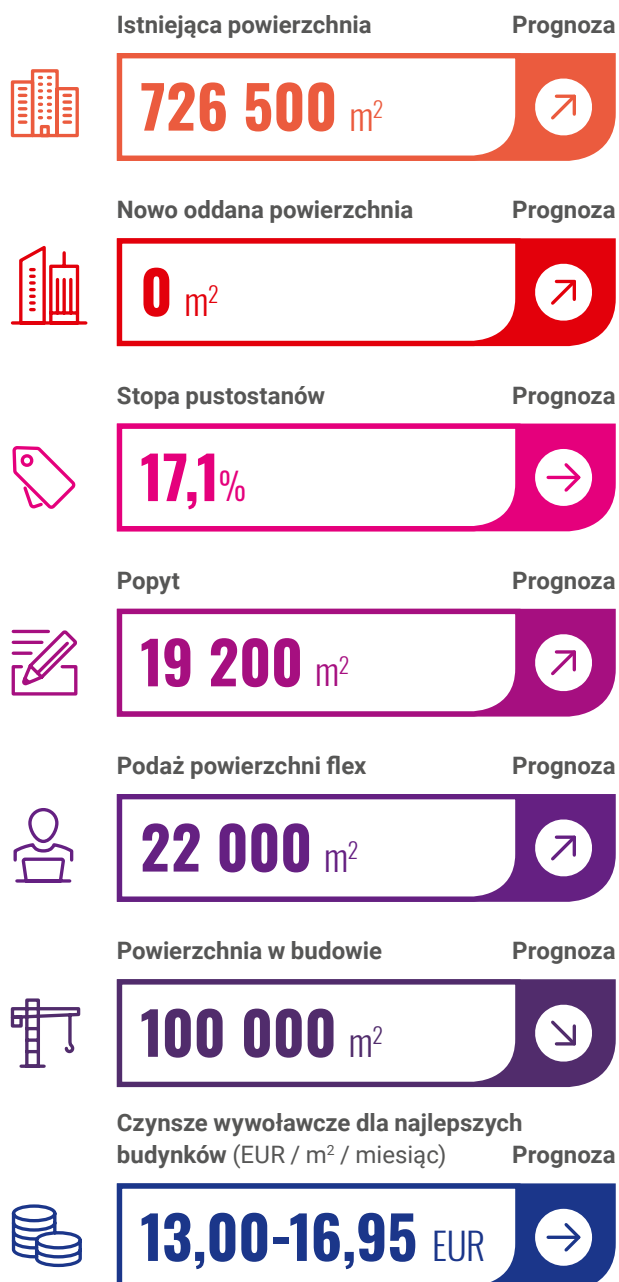 Istniejąca powierzchnia Prognoza
726 500 m²
Nowo oddana powierzchnia Prognoza
0 m²
Stopa pustostanów Prognoza
17,1%
Popyt Prognoza
19 200 m²
Podaż powierzchni flex Prognoza
22 000 m²
Powierzchnia w budowie Prognoza
100 000 m²
Czynsze wywoławcze dla najlepszych
budynków (EUR / m² / miesiąc) Prognoza
13,00-16,95 EUR